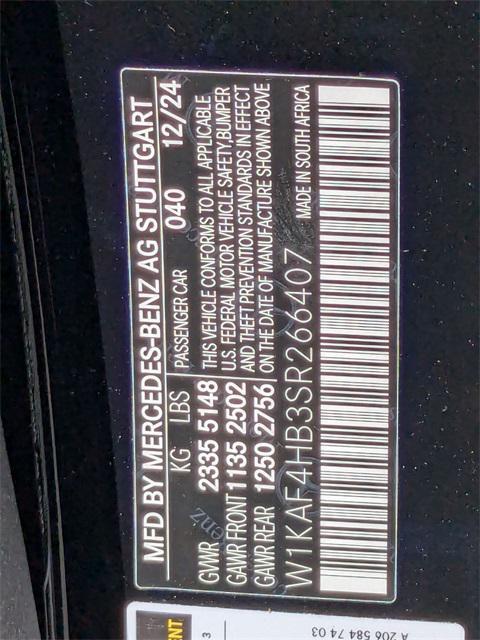 MFD BY MERCEDES-BENZ AG STUTTGART
KG LBS PASSENGER CAR 040 12/24
GVWR 2335 5148 THIS VEHICLE CONFORMS TO ALL APPLICABLE
U.S. FEDERAL MOTOR VEHICLE SAFETY, BUMPER
GAWR FRONT 1135 2502 AND THEFT PREVENTION STANDARDS IN EFFECT
GAWR REAR 1250 2756 ON THE DATE OF MANUFACTURE SHOWN ABOVE
W1KAF4HB3SR266407 MADE IN SOUTH AFRICA
A 206 584 74 03